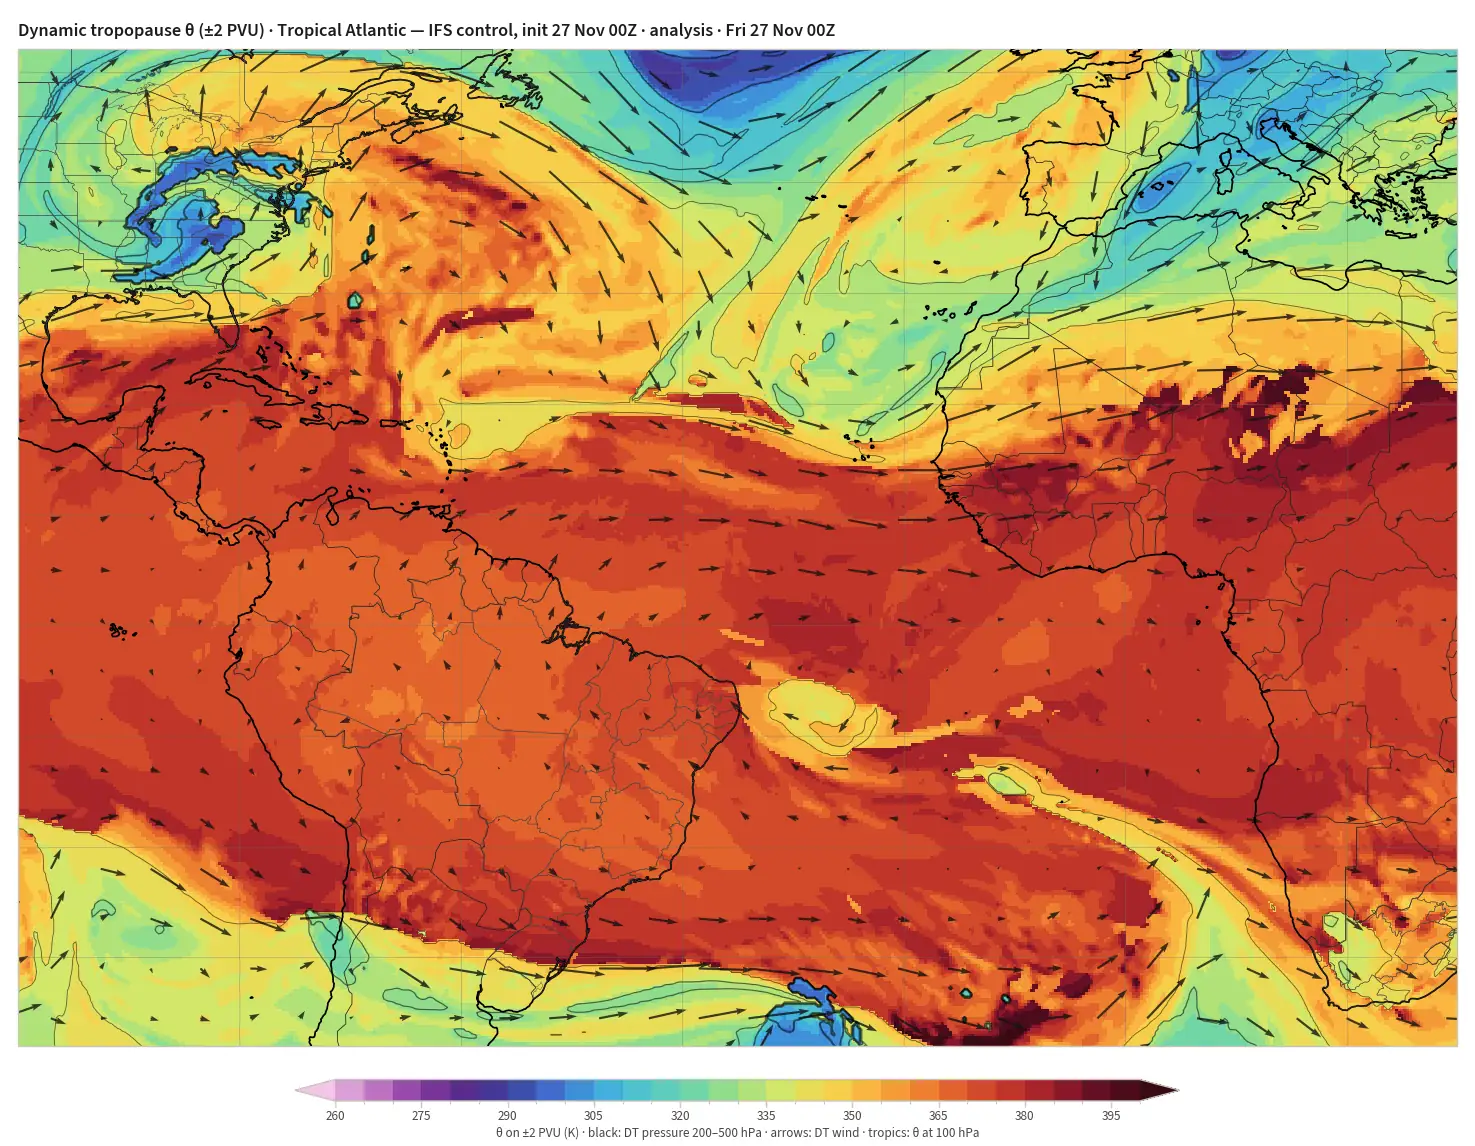 Dynamic tropopause θ (±2 PVU) · Tropical Atlantic — IFS control, init 27 Nov 00Z · analysis · Fri 27 Nov 00Z
260 275 290 305 320 335 350 365 380 395
θ on ±2 PVU (K) · black: DT pressure 200–500 hPa · arrows: DT wind · tropics: θ at 100 hPa